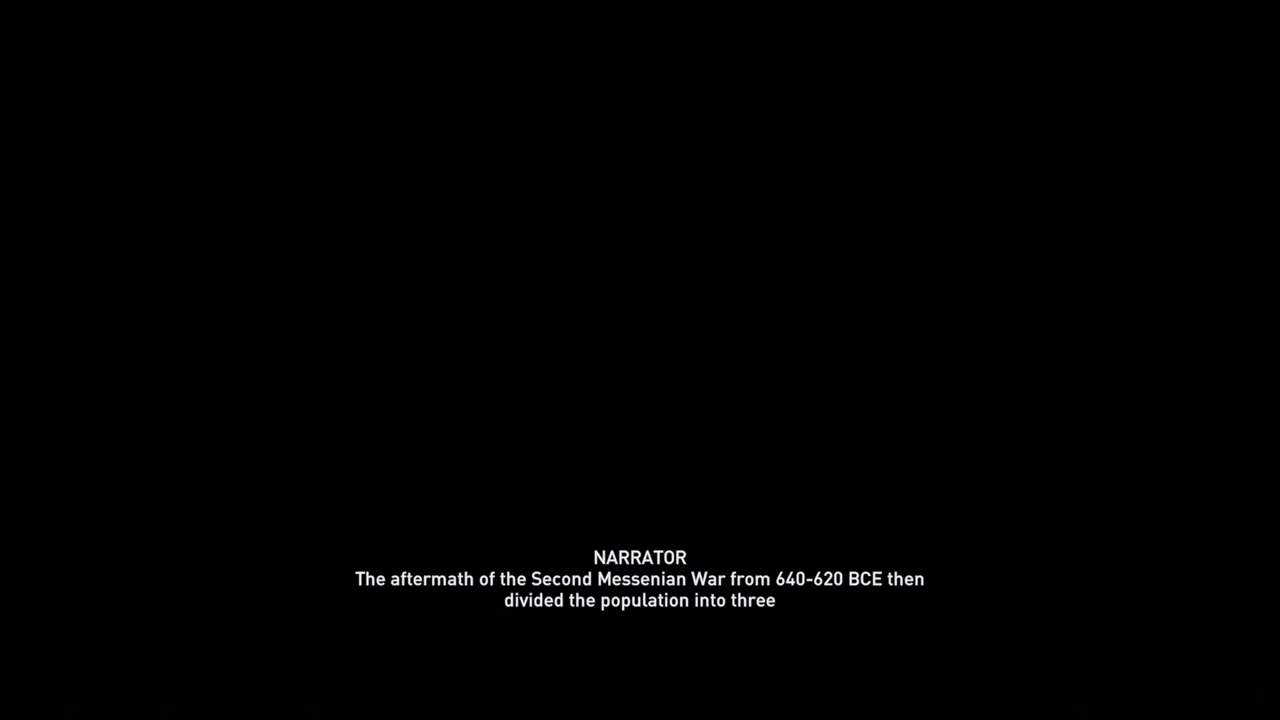 NARRATOR
The aftermath of the Second Messenian War from 640-620 BCE then
divided the population into three